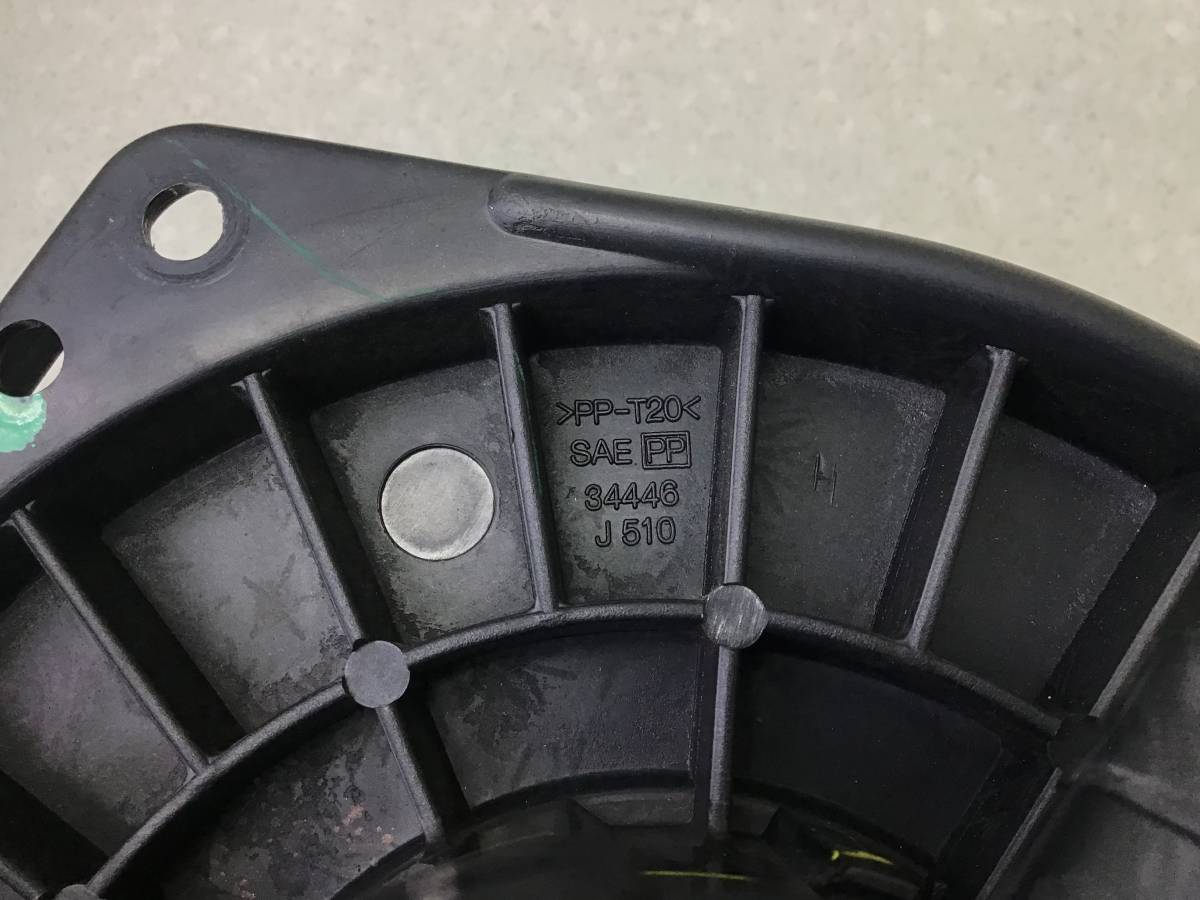 >PP-T20<
SAE PP
34446
J 510
H